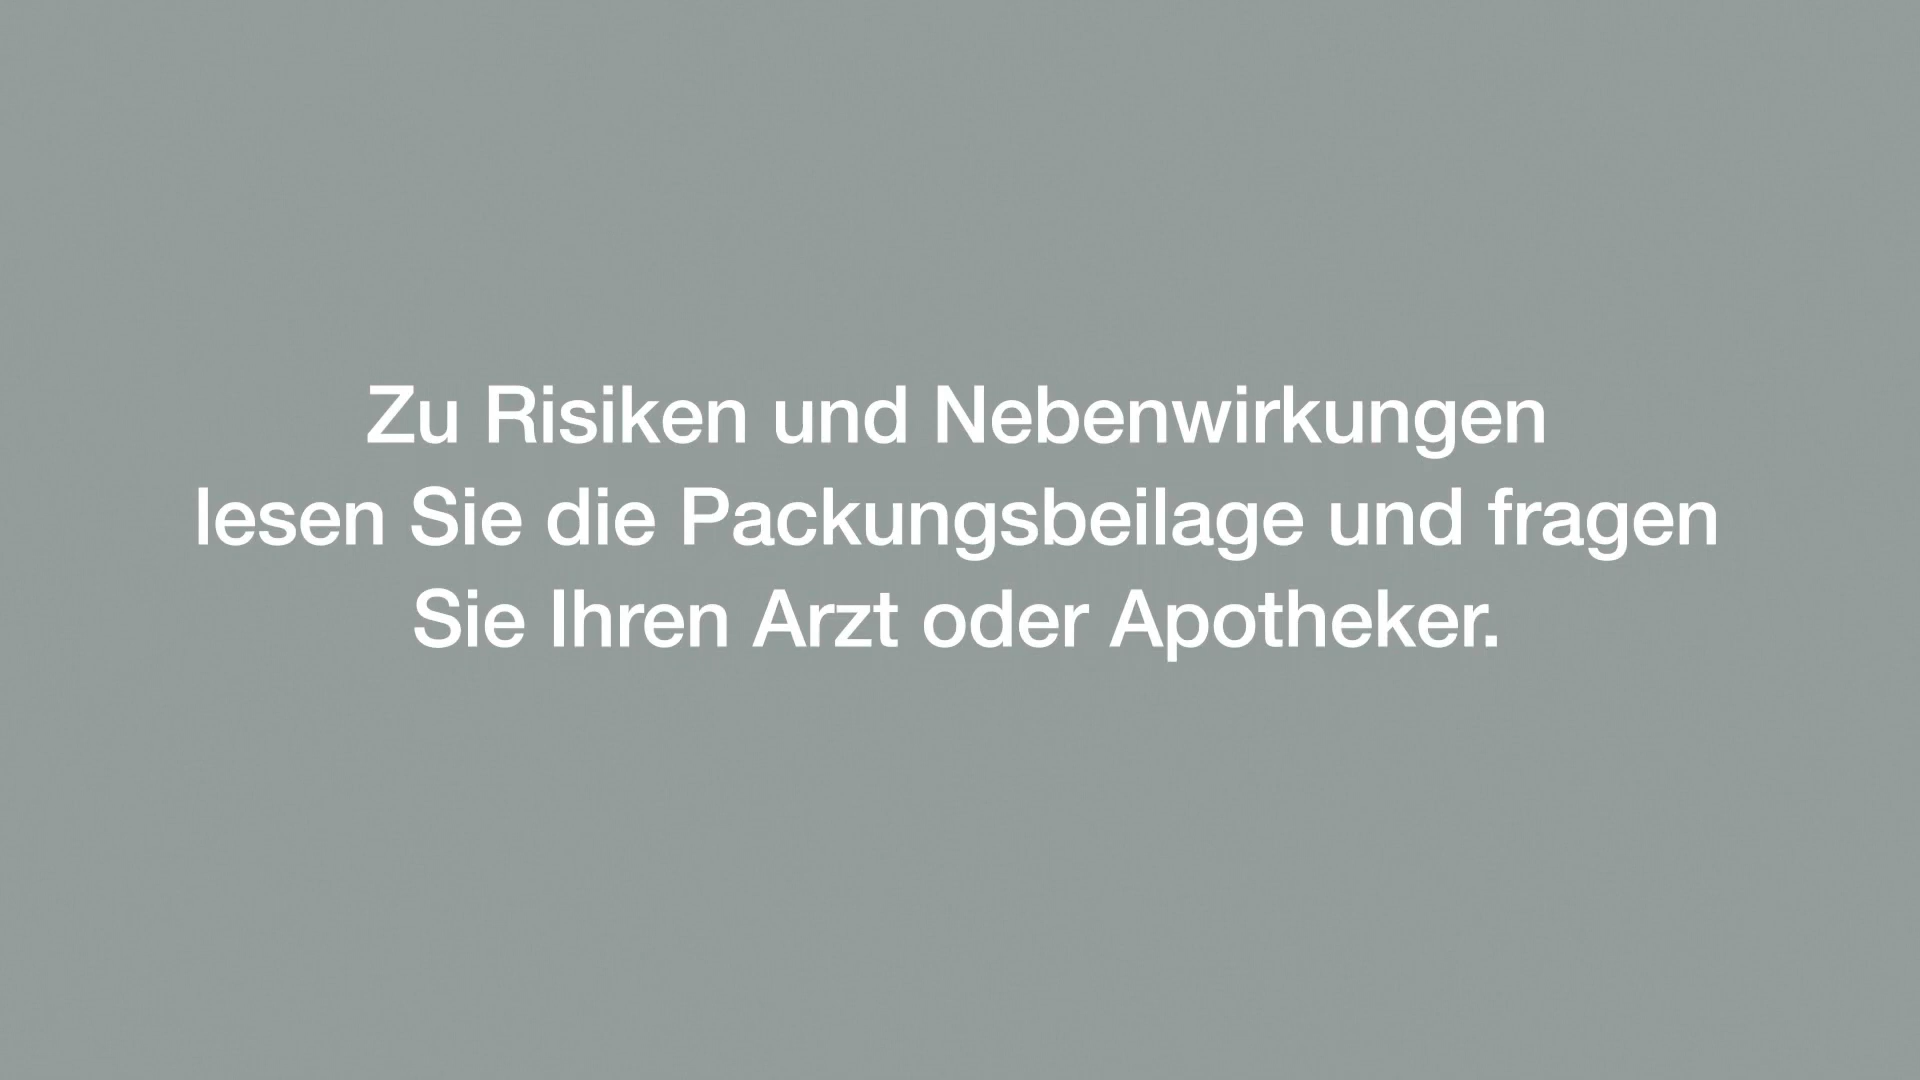 Zu Risiken und Nebenwirkungen
lesen Sie die Packungsbeilage und fragen
Sie Ihren Arzt oder Apotheker.